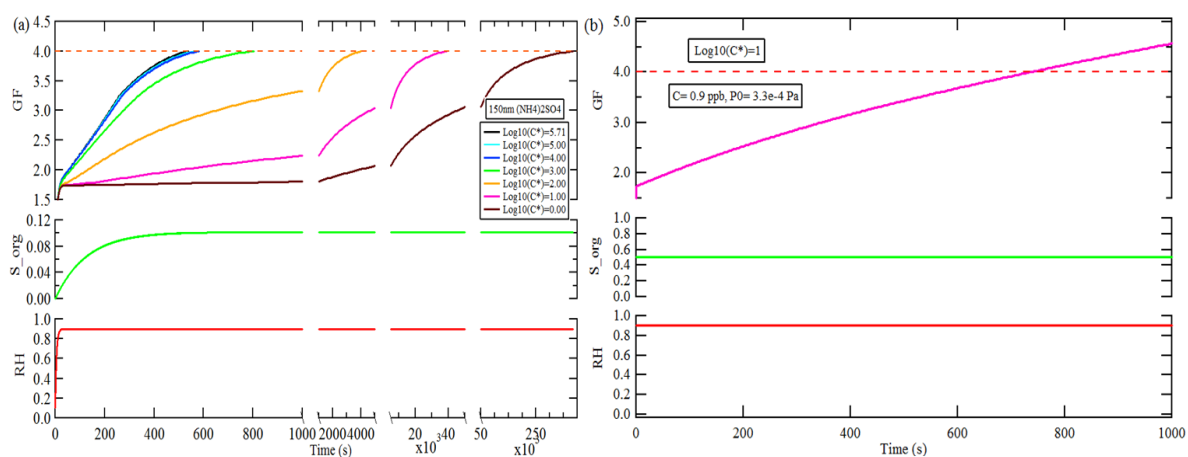 (a)
GF
4.5
4.0
3.5
3.0
2.5
2.0
1.5
150nm (NH4)2SO4
Log10(C*)=5.71
Log10(C*)=5.00
Log10(C*)=4.00
Log10(C*)=3.00
Log10(C*)=2.00
Log10(C*)=1.00
Log10(C*)=0.00
S_org
0.12
0.08
0.04
0.00
RH
1.0
0.8
0.6
0.4
0.2
0.0
0 200 400 600 800 1000 2000 4000 20 40 50 250
Time (s)
x10^3
x10^3
(b)
GF
5.0
4.0
3.0
2.0
Log10(C*)=1
C= 0.9 ppb, P0= 3.3e-4 Pa
S_org
1.0
0.8
0.6
0.4
0.2
0.0
RH
1.0
0.8
0.6
0.4
0.2
0.0
0 200 400 600 800 1000
Time (s)